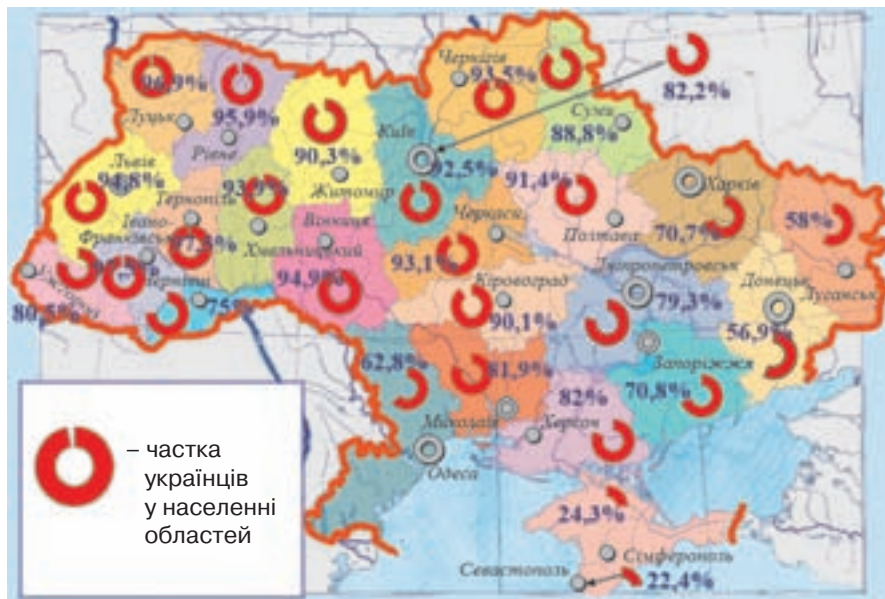 96,9%
Луцьк
95,9%
Рівне
90,3%
Житомир
Київ
92,5%
Чернігів
93,5%
82,2%
Суми
88,8%
Львів
94,8%
Тернопіль
Івано-
93,9%
Хмельницький
Вінниця
94,9%
Черкаси
93,1%
91,4%
Полтава
Харків
70,7%
58%
Луганськ
80,5%
75%
Кіровоград
90,1%
Дніпропетровськ
79,3%
Донецьк
56,9%
Запоріжжя
70,8%
62,8%
81,9%
Миколаїв
82%
Херсон
Одеса
24,3%
Сімферополь
Севастополь
22,4%
– частка
українців
у населенні
областей